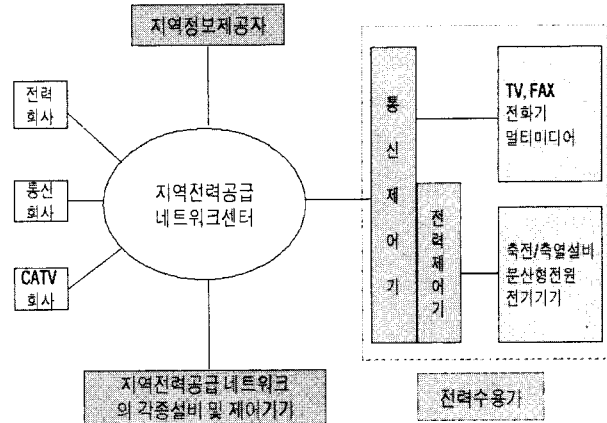 지역정보제공자
전력
회사
통신
회사
CATV
회사
지역전력공급
네트워크센터
지역전력공급 네트워크
의 각종설비 및 제어기기
통신제어기
전력제어기
TV, FAX
전화기
멀티미디어
축전/축열설비
분산형전원
전기기기
전력수용가